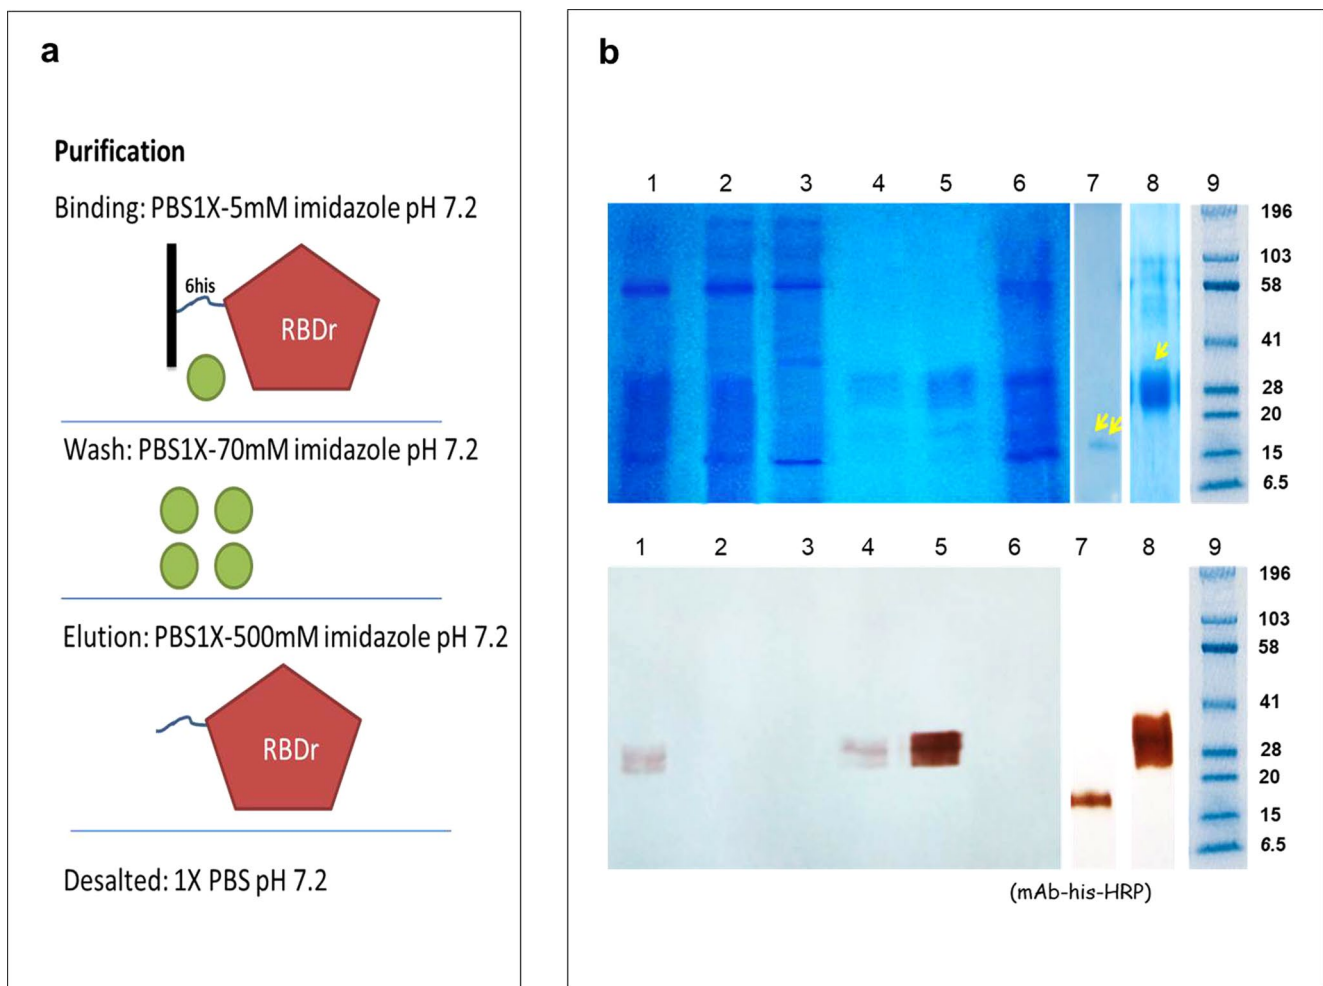 a
Purification
Binding: PBS1X-5mM imidazole pH 7.2
6his
RBDr
Wash: PBS1X-70mM imidazole pH 7.2
Elution: PBS1X-500mM imidazole pH 7.2
RBDr
Desalted: 1X PBS pH 7.2
b
1 2 3 4 5 6 7 8 9
196
103
58
41
28
20
15
6.5
1 2 3 4 5 6 7 8 9
196
103
58
41
28
20
15
6.5
(mAb-his-HRP)